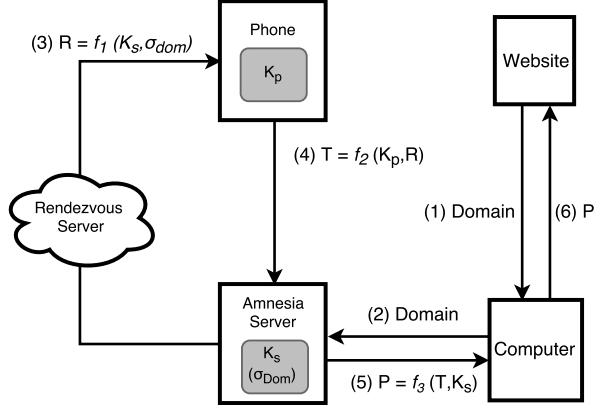 (3) R = f₁ (Kₛ,σdom)
Phone
Kₚ
Website
(4) T = f₂ (Kₚ,R)
Rendezvous
Server
(1) Domain
(6) P
Amnesia
Server
Kₛ
(σDom)
(2) Domain
(5) P = f₃ (T,Kₛ)
Computer